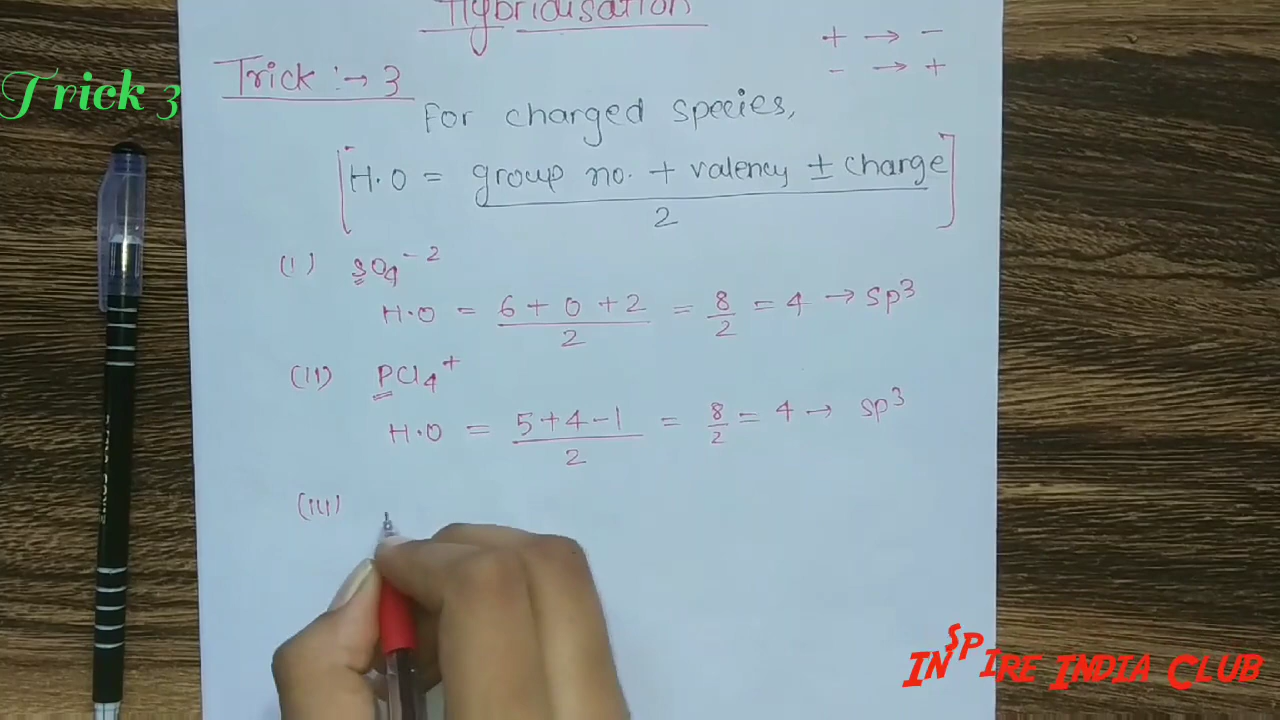 Hybridisation
+ → −
− → +
Trick 3
Trick :→ 3
For charged species,
[H.O = group no. + valency ± charge / 2]
(I) SO4^-2
H.O = 6 + 0 + 2 / 2 = 8/2 = 4 → sp³
(II) PCl4^+
H.O = 5 + 4 − 1 / 2 = 8/2 = 4 → sp³
(III)
INSPIRE INDIA CLUB